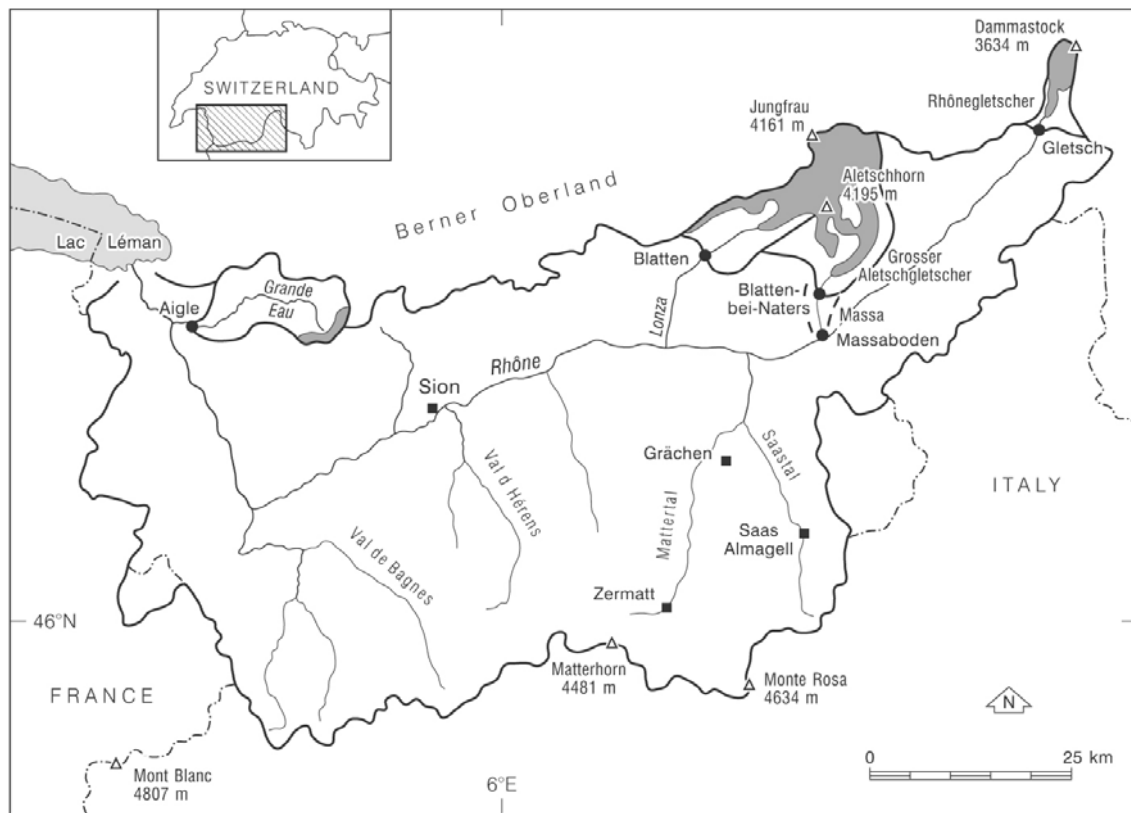 SWITZERLAND
Dammastock
3634 m
Rhônegletscher
Gletsch
Jungfrau
4161 m
Aletschhorn
4195 m
Berner Oberland
Lac Léman
Grande
Eau
Aigle
Blatten
Grosser
Aletschgletscher
Blatten-
bei-Naters
Massa
Massaboden
Lonza
Rhône
Sion
Grächen
Saastal
Val d Hérens
Mattertal
ITALY
Saas
Almagell
Val de Bagnes
Zermatt
46°N
Matterhorn
4481 m
Monte Rosa
4634 m
FRANCE
N
Mont Blanc
4807 m
6°E
0 25 km